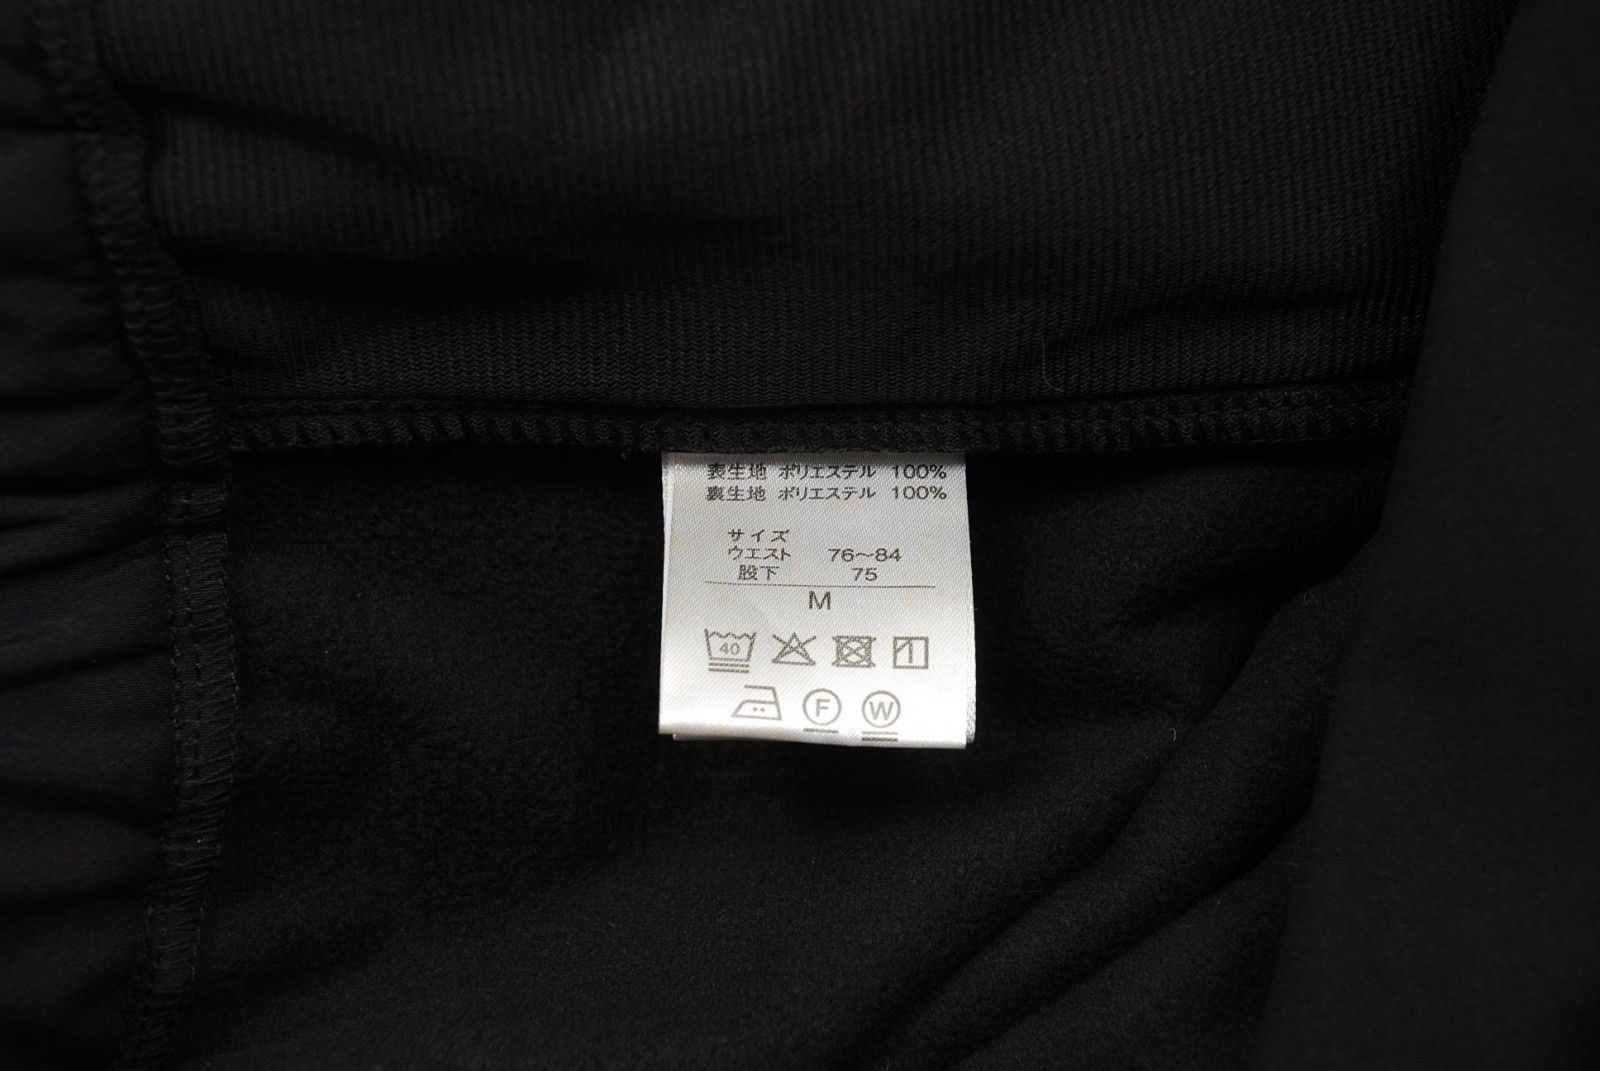 表生地 ポリエステル 100%
裏生地 ポリエステル 100%
サイズ
ウエスト 76〜84
股下 75
M
40
F W